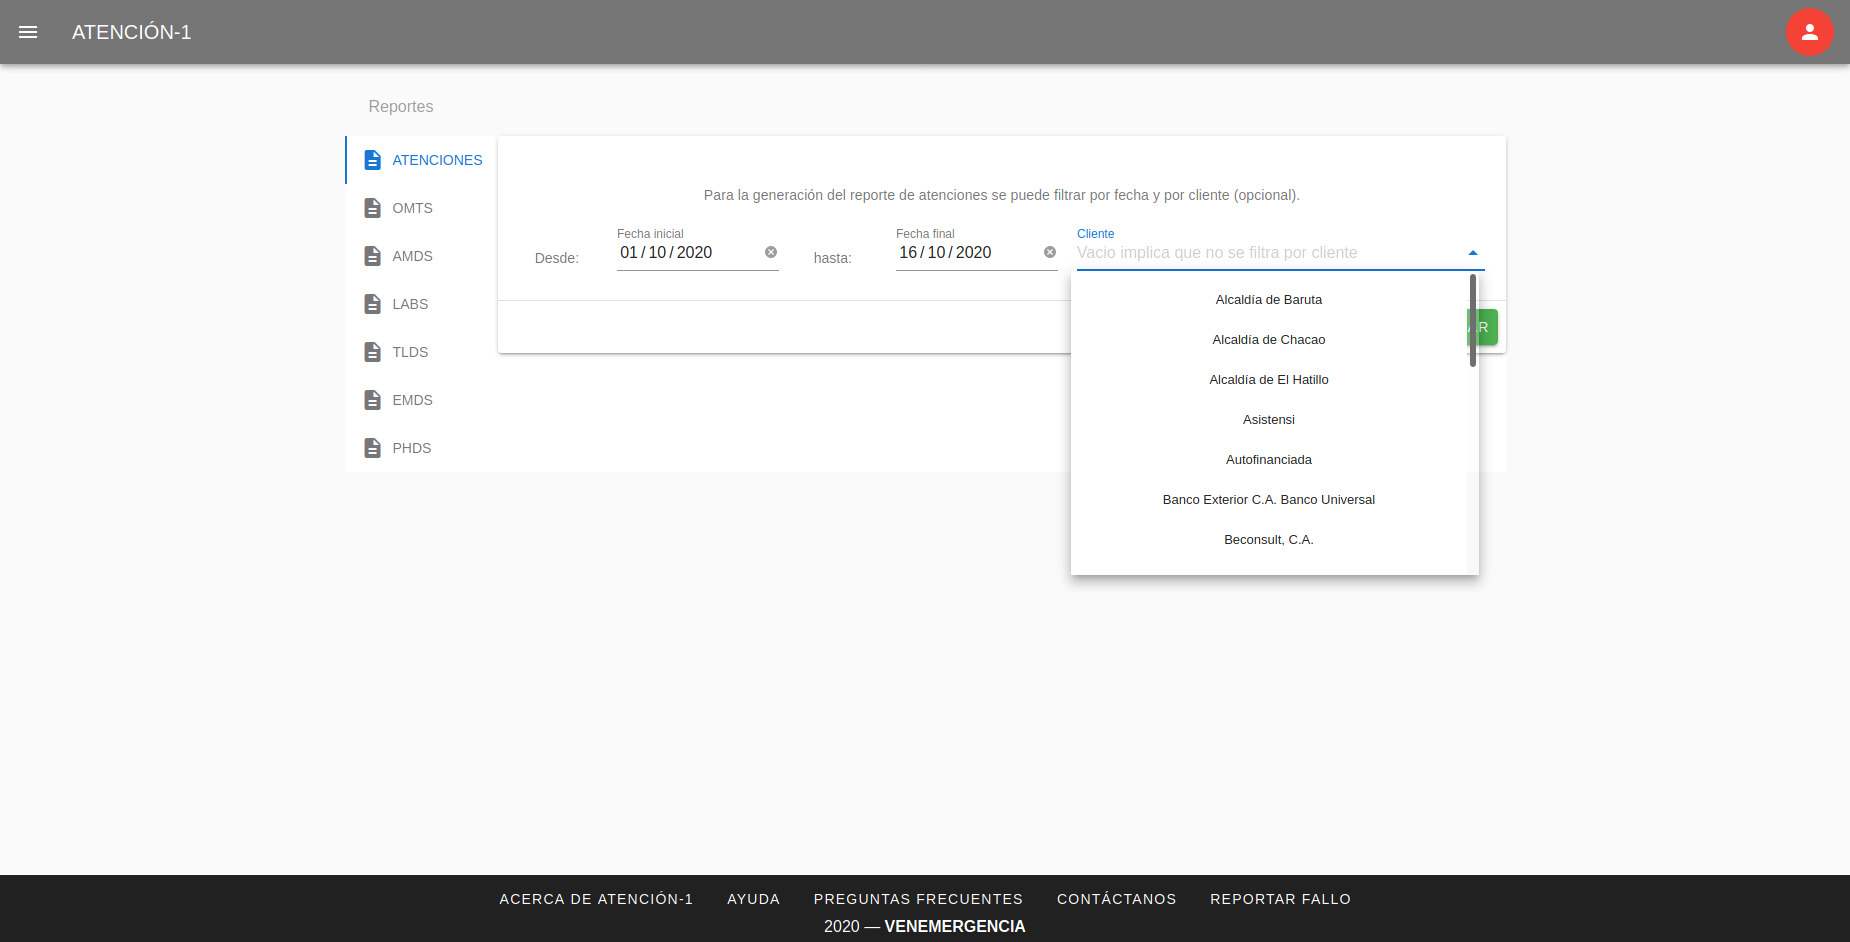 ATENCIÓN-1
Reportes
ATENCIONES
OMTS
AMDS
LABS
TLDS
EMDS
PHDS
Para la generación del reporte de atenciones se puede filtrar por fecha y por cliente (opcional).
Desde:
Fecha inicial
01/10/2020
hasta:
Fecha final
16/10/2020
Cliente
Vacio implica que no se filtra por cliente
Alcaldía de Baruta
Alcaldía de Chacao
Alcaldía de El Hatillo
Asistensi
Autofinanciada
Banco Exterior C.A. Banco Universal
Beconsult, C.A.
ACERCA DE ATENCIÓN-1 AYUDA PREGUNTAS FRECUENTES CONTÁCTANOS REPORTAR FALLO
2020 — VENEMERGENCIA